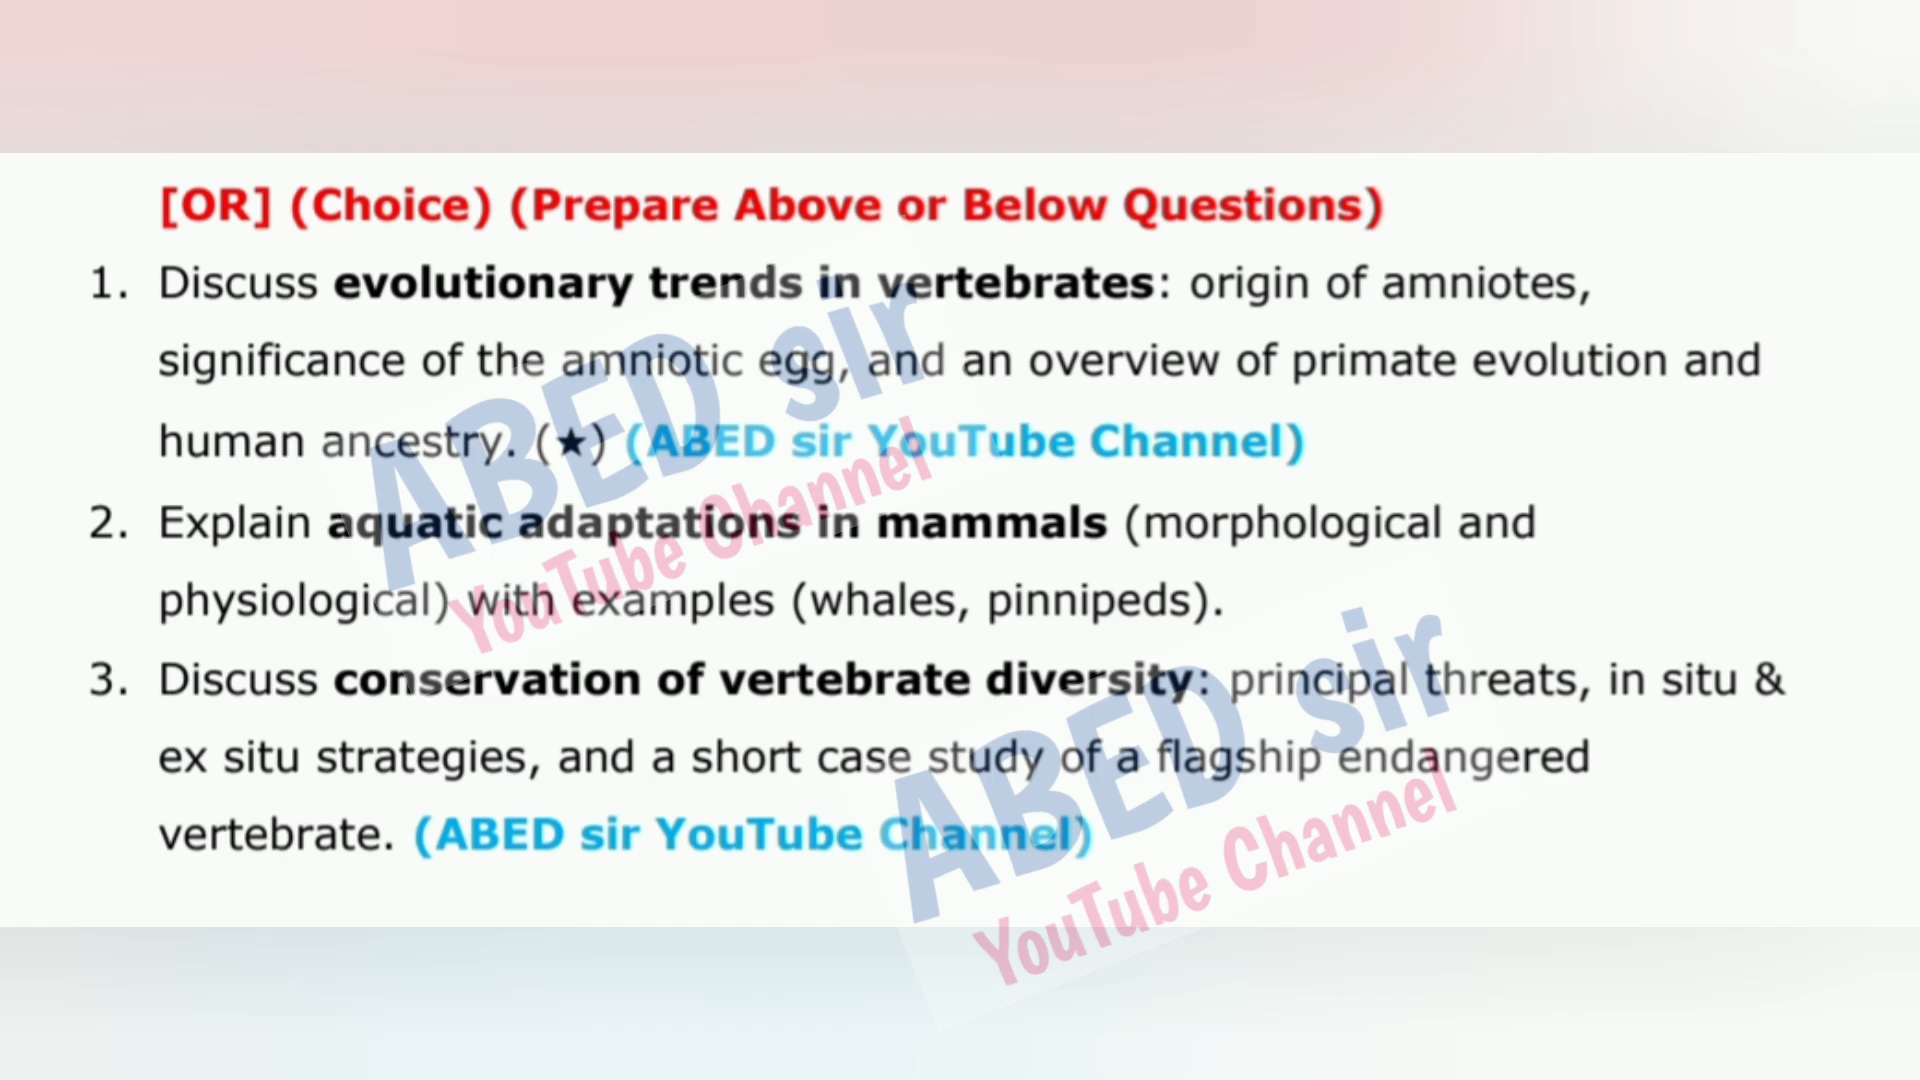 [OR] (Choice) (Prepare Above or Below Questions)
1. Discuss evolutionary trends in vertebrates: origin of amniotes,
significance of the amniotic egg, and an overview of primate evolution and
human ancestry. (★) (ABED sir YouTube Channel)
2. Explain aquatic adaptations in mammals (morphological and
physiological) with examples (whales, pinnipeds).
3. Discuss conservation of vertebrate diversity: principal threats, in situ &
ex situ strategies, and a short case study of a flagship endangered
vertebrate. (ABED sir YouTube Channel)
ABED sir
YouTube Channel
ABED sir
YouTube Channel